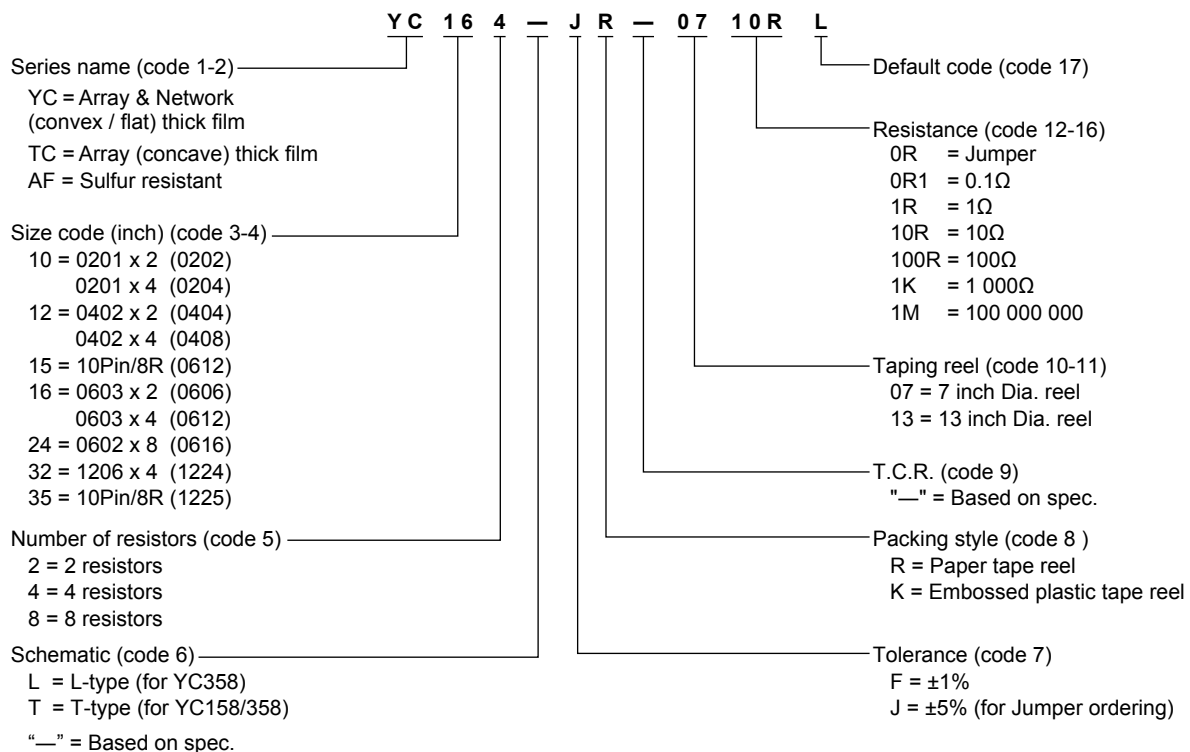 YC 16 4 — J R — 07 10R L
Series name (code 1-2)
YC = Array & Network
(convex / flat) thick film
TC = Array (concave) thick film
AF = Sulfur resistant
Size code (inch) (code 3-4)
10 = 0201 x 2 (0202)
0201 x 4 (0204)
12 = 0402 x 2 (0404)
0402 x 4 (0408)
15 = 10Pin/8R (0612)
16 = 0603 x 2 (0606)
0603 x 4 (0612)
24 = 0602 x 8 (0616)
32 = 1206 x 4 (1224)
35 = 10Pin/8R (1225)
Number of resistors (code 5)
2 = 2 resistors
4 = 4 resistors
8 = 8 resistors
Schematic (code 6)
L = L-type (for YC358)
T = T-type (for YC158/358)
“—” = Based on spec.
Default code (code 17)
Resistance (code 12-16)
0R = Jumper
0R1 = 0.1Ω
1R = 1Ω
10R = 10Ω
100R = 100Ω
1K = 1 000Ω
1M = 100 000 000
Taping reel (code 10-11)
07 = 7 inch Dia. reel
13 = 13 inch Dia. reel
T.C.R. (code 9)
"—" = Based on spec.
Packing style (code 8 )
R = Paper tape reel
K = Embossed plastic tape reel
Tolerance (code 7)
F = ±1%
J = ±5% (for Jumper ordering)